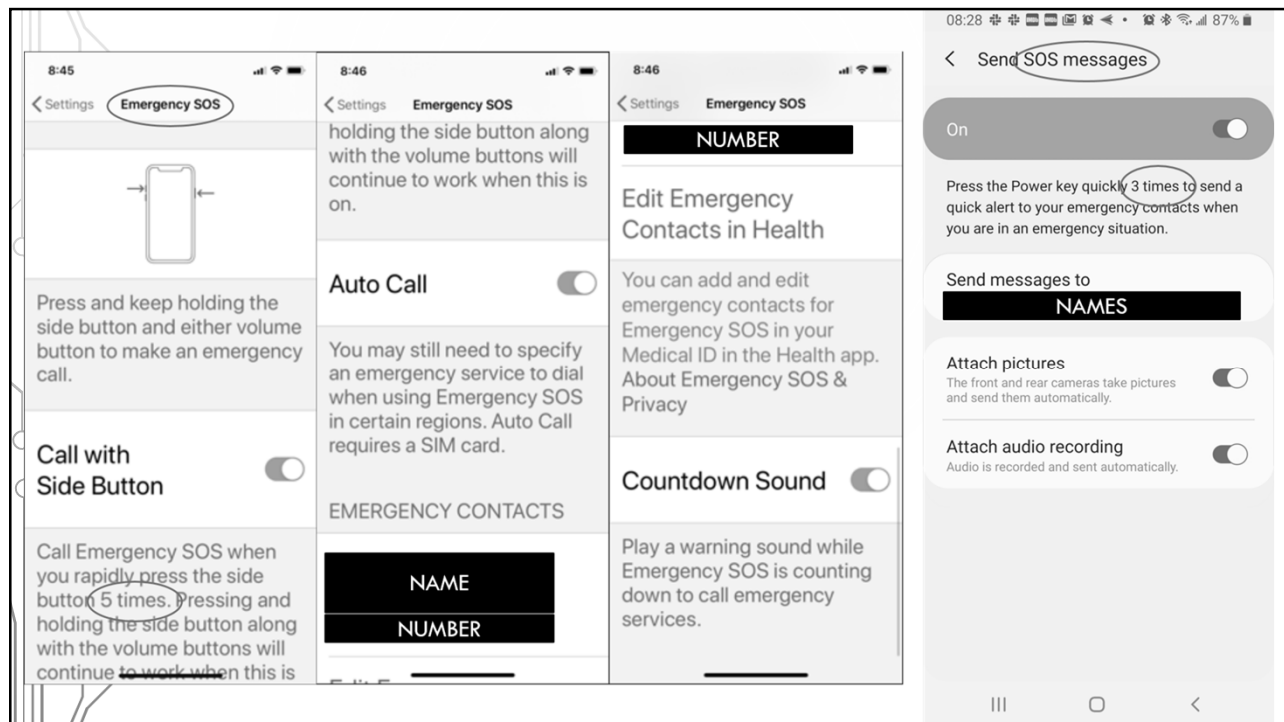 8:45
Settings Emergency SOS
Press and keep holding the
side button and either volume
button to make an emergency
call.
Call with
Side Button
Call Emergency SOS when
you rapidly press the side
button 5 times. Pressing and
holding the side button along
with the volume buttons will
continue to work when this is
8:46
Settings Emergency SOS
holding the side button along
with the volume buttons will
continue to work when this is
on.
Auto Call
You may still need to specify
an emergency service to dial
when using Emergency SOS
in certain regions. Auto Call
requires a SIM card.
EMERGENCY CONTACTS
NAME
NUMBER
8:46
Settings Emergency SOS
NUMBER
Edit Emergency
Contacts in Health
You can add and edit
emergency contacts for
Emergency SOS in your
Medical ID in the Health app.
About Emergency SOS &
Privacy
Countdown Sound
Play a warning sound while
Emergency SOS is counting
down to call emergency
services.
08:28 87%
Send SOS messages
On
Press the Power key quickly 3 times to send a
quick alert to your emergency contacts when
you are in an emergency situation.
Send messages to
NAMES
Attach pictures
The front and rear cameras take pictures
and send them automatically.
Attach audio recording
Audio is recorded and sent automatically.